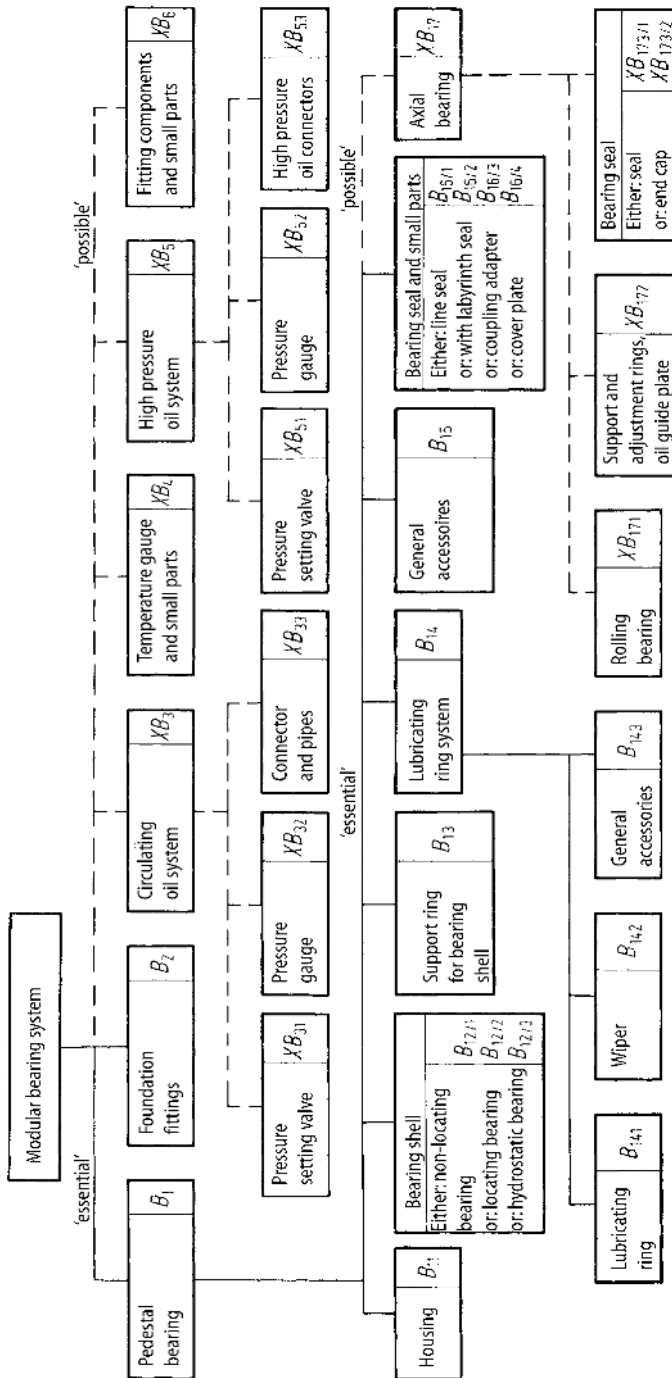 Modular bearing system
'essential'
'possible'
Pedestal
bearing
B1
Foundation
fittings
B2
Circulating
oil system
XB3
Temperature gauge
and small parts
XB4
High pressure
oil system
XB5
Fitting components
and small parts
XB6
Pressure
setting valve
XB31
Pressure
gauge
XB32
Connector
and pipes
XB33
Pressure
setting valve
XB51
Pressure
gauge
XB52
High pressure
oil connectors
XB53
'essential'
'possible'
Housing
B11
Bearing shell
Either: non-locating
bearing
B12/1
or: locating bearing
B12/2
or: hydrostatic bearing
B12/3
Support ring
for bearing
shell
B13
Lubricating
ring system
B14
General
accessoires
B15
Bearing seal and small parts
Either: line seal
B16/1
or: with labyrinth seal
B16/2
or: coupling adapter
B16/3
or: cover plate
B16/4
Axial
bearing
XB17
Lubricating
ring
B141
Wiper
B142
General
accessories
B143
Rolling
bearing
XB171
Support and
adjustment rings,
oil guide plate
XB172
Bearing seal
Either: seal
XB173/1
or: end cap
XB173/2